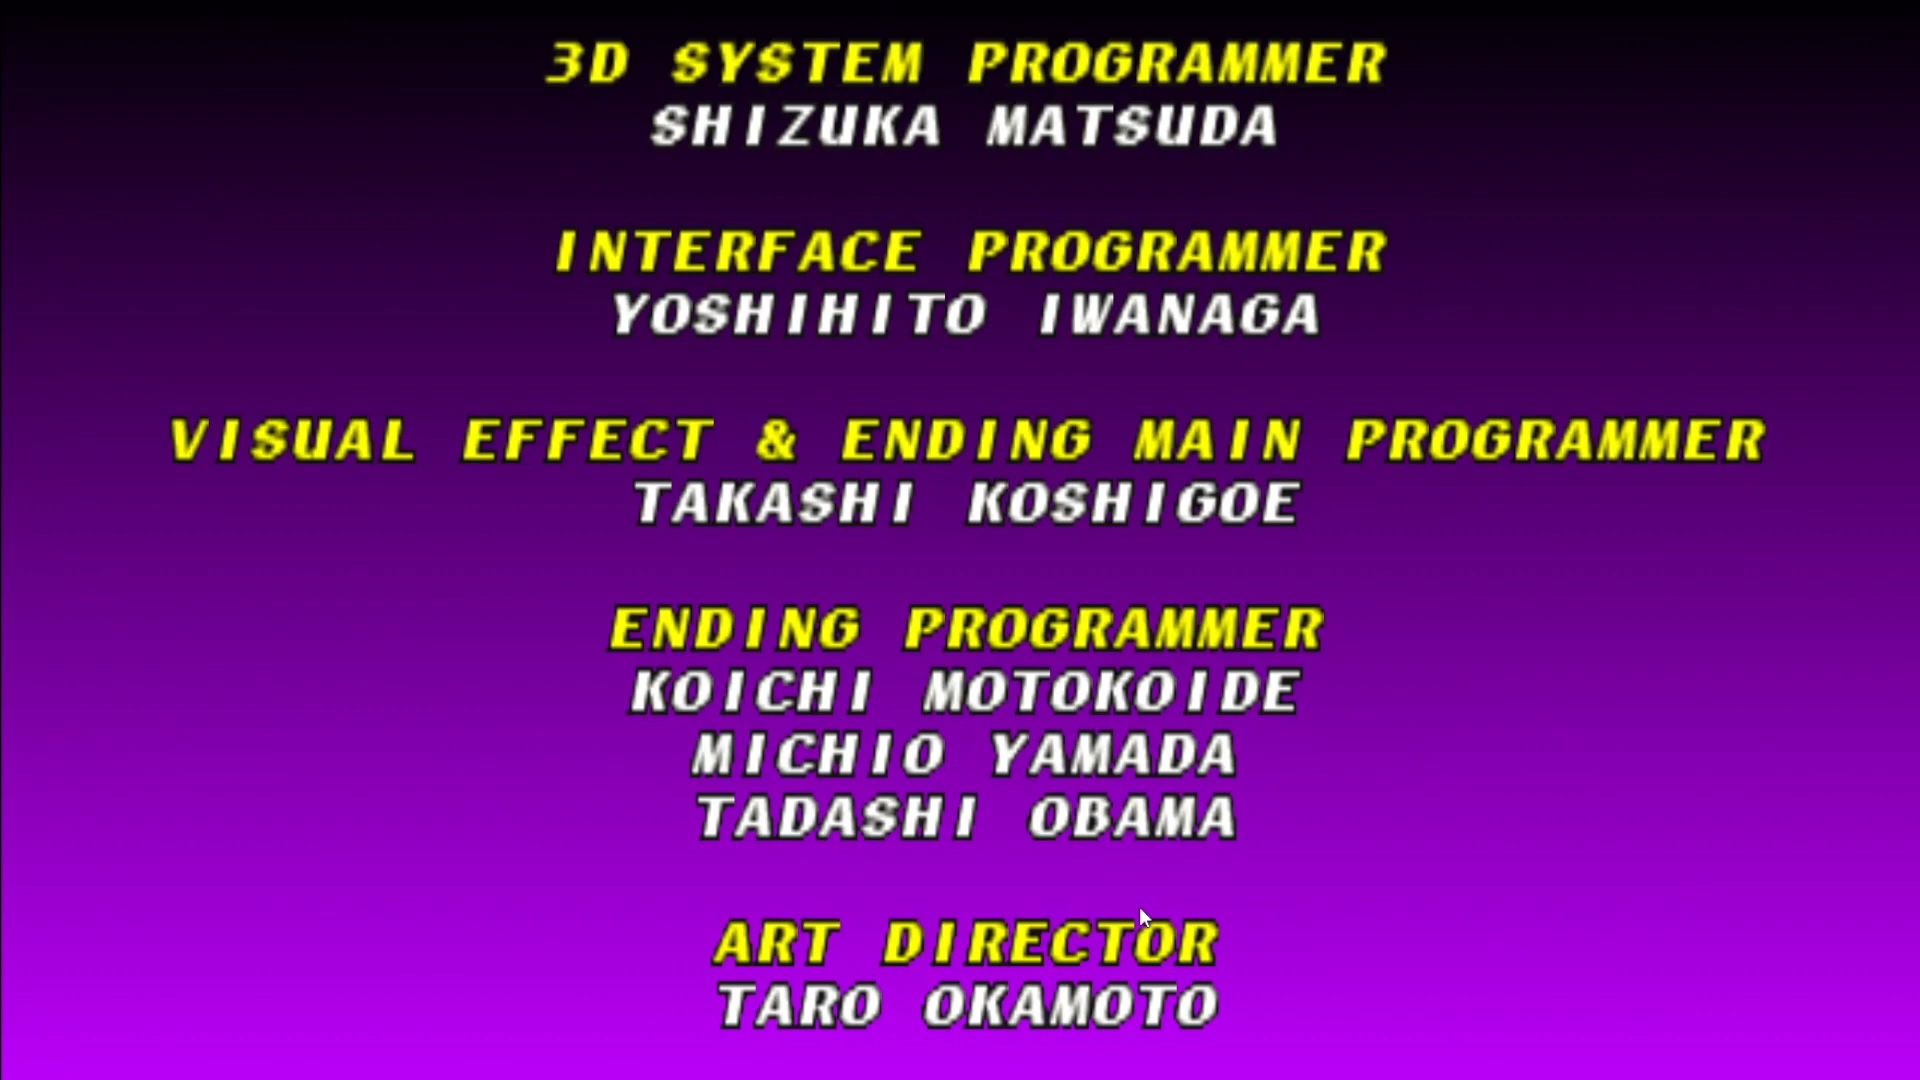 3D SYSTEM PROGRAMMER
SHIZUKA MATSUDA
INTERFACE PROGRAMMER
YOSHIHITO IWANAGA
VISUAL EFFECT & ENDING MAIN PROGRAMMER
TAKASHI KOSHIGOE
ENDING PROGRAMMER
KOICHI MOTOKOIDE
MICHIO YAMADA
TADASHI OBAMA
ART DIRECTOR
TARO OKAMOTO